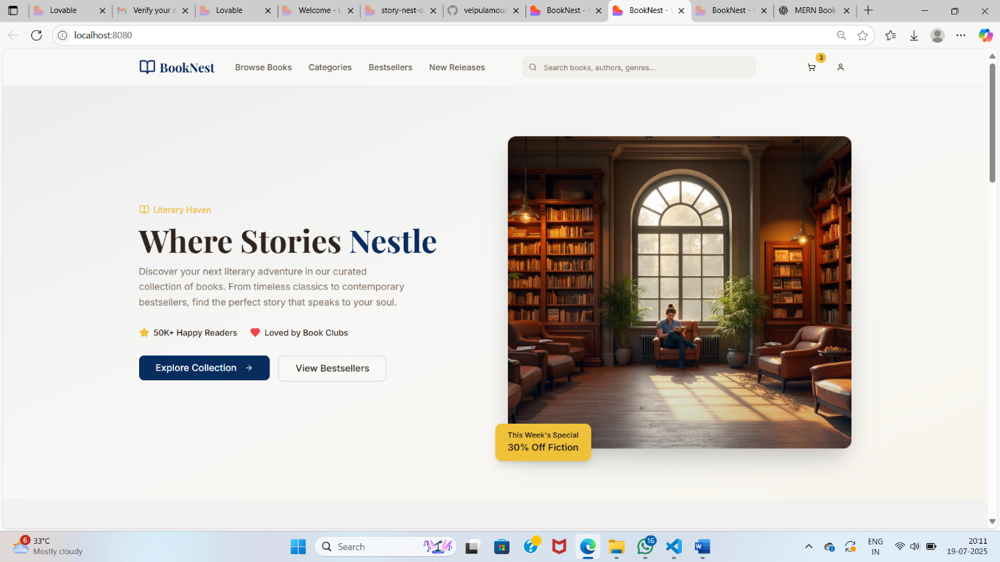 Lovable
Verify your e
Lovable
Welcome - L
story-nest-d
velpulamour
BookNest - V
BookNest - V
BookNest - V
MERN Book
localhost:8080
BookNest
Browse Books
Categories
Bestsellers
New Releases
Search books, authors, genres...
3
Literary Haven
Where Stories Nestle
Discover your next literary adventure in our curated
collection of books. From timeless classics to contemporary
bestsellers, find the perfect story that speaks to your soul.
50K+ Happy Readers
Loved by Book Clubs
Explore Collection →
View Bestsellers
This Week's Special
30% Off Fiction
6
33°C
Mostly cloudy
Search
16
ENG
IN
20:11
19-07-2025